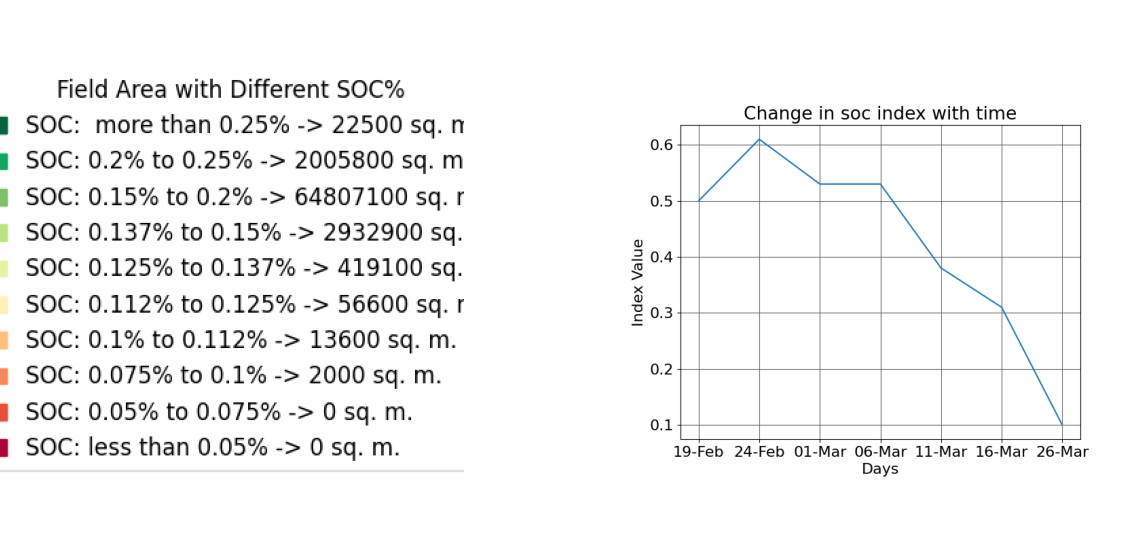 Field Area with Different SOC%
SOC:  more than 0.25% -> 22500 sq.
SOC: 0.2% to 0.25% -> 2005800 sq. m
SOC: 0.15% to 0.2% -> 64807100 sq.
SOC: 0.137% to 0.15% -> 2932900 sq.
SOC: 0.125% to 0.137% -> 419100 sq.
SOC: 0.112% to 0.125% -> 56600 sq.
SOC: 0.1% to 0.112% -> 13600 sq. m.
SOC: 0.075% to 0.1% -> 2000 sq. m.
SOC: 0.05% to 0.075% -> 0 sq. m.
SOC: less than 0.05% -> 0 sq. m.
Change in soc index with time
0.6
0.5
0.4
0.3
0.2
0.1
Index Value
19-Feb 24-Feb 01-Mar 06-Mar 11-Mar 16-Mar 26-Mar
Days